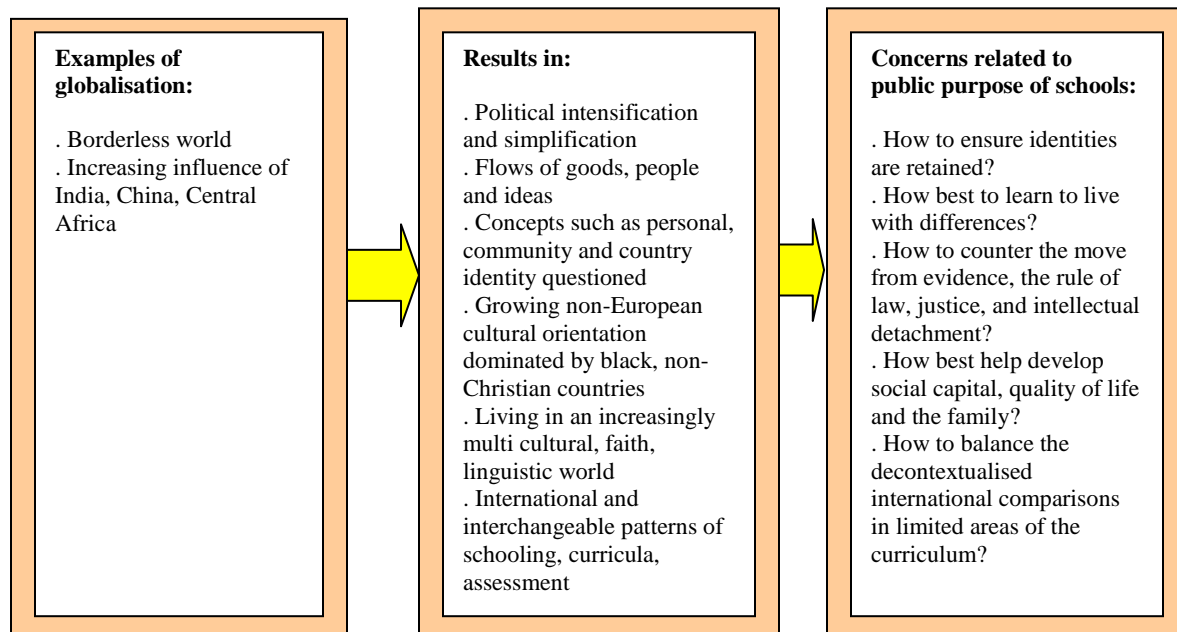 Examples of
globalisation:
. Borderless world
. Increasing influence of
India, China, Central
Africa
Results in:
. Political intensification
and simplification
. Flows of goods, people
and ideas
. Concepts such as personal,
community and country
identity questioned
. Growing non-European
cultural orientation
dominated by black, non-
Christian countries
. Living in an increasingly
multi cultural, faith,
linguistic world
. International and
interchangeable patterns of
schooling, curricula,
assessment
Concerns related to
public purpose of schools:
. How to ensure identities
are retained?
. How best to learn to live
with differences?
. How to counter the move
from evidence, the rule of
law, justice, and intellectual
detachment?
. How best help develop
social capital, quality of life
and the family?
. How to balance the
decontextualised
international comparisons
in limited areas of the
curriculum?